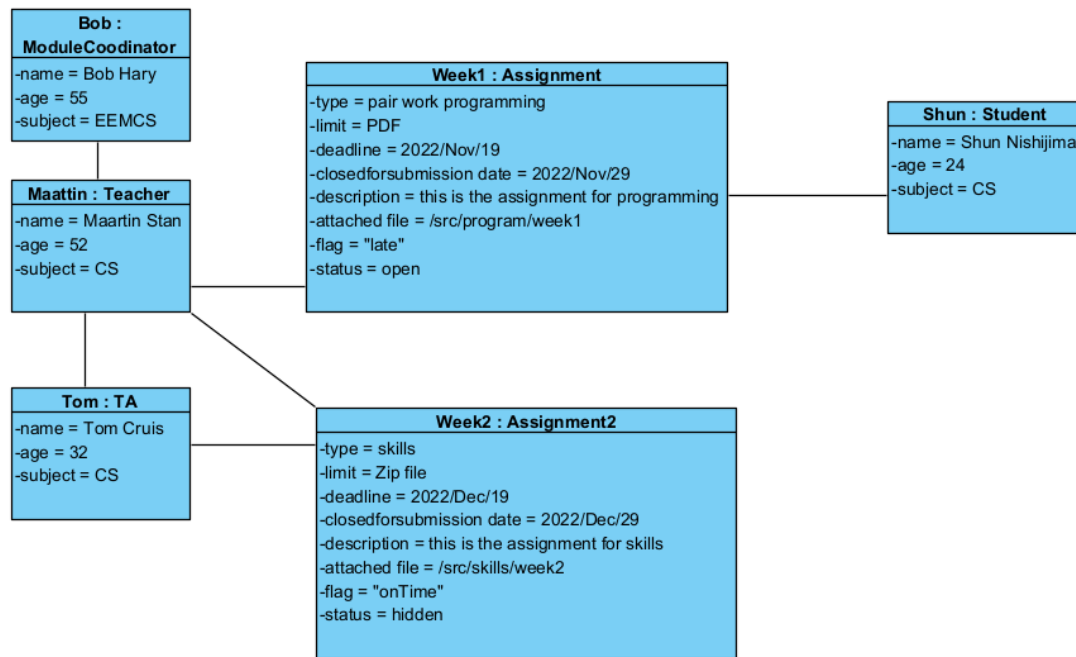 Bob :
ModuleCoodinator
-name = Bob Hary
-age = 55
-subject = EEMCS
Maattin : Teacher
-name = Maartin Stan
-age = 52
-subject = CS
Tom : TA
-name = Tom Cruis
-age = 32
-subject = CS
Week1 : Assignment
-type = pair work programming
-limit = PDF
-deadline = 2022/Nov/19
-closedforsubmission date = 2022/Nov/29
-description = this is the assignment for programming
-attached file = /src/program/week1
-flag = "late"
-status = open
Week2 : Assignment2
-type = skills
-limit = Zip file
-deadline = 2022/Dec/19
-closedforsubmission date = 2022/Dec/29
-description = this is the assignment for skills
-attached file = /src/skills/week2
-flag = "onTime"
-status = hidden
Shun : Student
-name = Shun Nishijima
-age = 24
-subject = CS